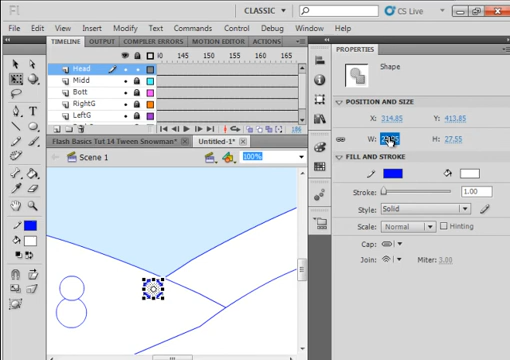 CLASSIC
CS Live
File Edit View Insert Modify Text Commands Control Debug Window Help
TIMELINE OUTPUT COMPILER ERRORS MOTION EDITOR ACTIONS
145 150 155 160 165
Head
Midd
Bott
RightG
LeftG
Flash Basics Tut 14 Tween Snowman*
Untitled-1*
Scene 1
100%
PROPERTIES
Shape
POSITION AND SIZE
X: 314.85 Y: 413.85
W: H: 27.55
FILL AND STROKE
Stroke: 1.00
Style: Solid
Scale: Normal Hinting
Cap:
Join: Miter: 3.00